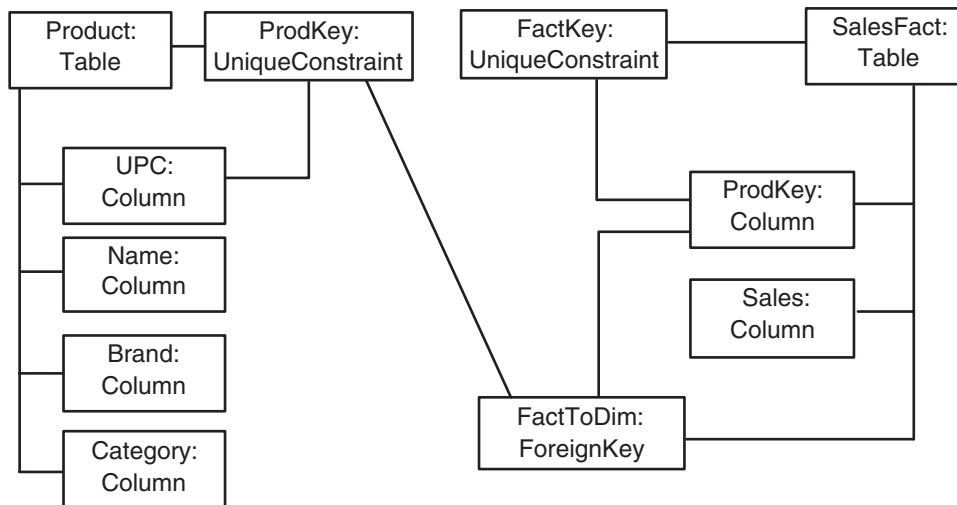 Product:
Table
ProdKey:
UniqueConstraint
FactKey:
UniqueConstraint
SalesFact:
Table
UPC:
Column
Name:
Column
Brand:
Column
Category:
Column
ProdKey:
Column
Sales:
Column
FactToDim:
ForeignKey